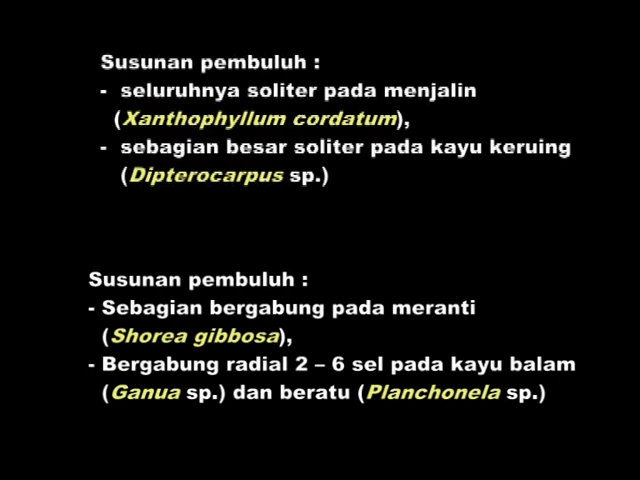 Susunan pembuluh :
- seluruhnya soliter pada menjalin
(Xanthophyllum cordatum),
- sebagian besar soliter pada kayu keruing
(Dipterocarpus sp.)
Susunan pembuluh :
- Sebagian bergabung pada meranti
(Shorea gibbosa),
- Bergabung radial 2 – 6 sel pada kayu balam
(Ganua sp.) dan beratu (Planchonela sp.)